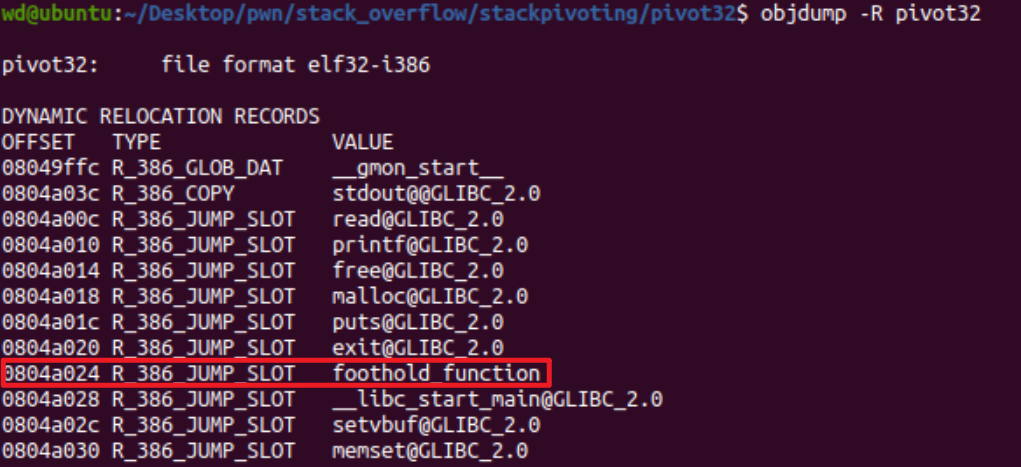 wd@ubuntu:~/Desktop/pwn/stack_overflow/stackpivoting/pivot32$ objdump -R pivot32
pivot32:     file format elf32-i386
DYNAMIC RELOCATION RECORDS
OFFSET   TYPE              VALUE
08049ffc R_386_GLOB_DAT    __gmon_start__
0804a03c R_386_COPY        stdout@@GLIBC_2.0
0804a00c R_386_JUMP_SLOT   read@GLIBC_2.0
0804a010 R_386_JUMP_SLOT   printf@GLIBC_2.0
0804a014 R_386_JUMP_SLOT   free@GLIBC_2.0
0804a018 R_386_JUMP_SLOT   malloc@GLIBC_2.0
0804a01c R_386_JUMP_SLOT   puts@GLIBC_2.0
0804a020 R_386_JUMP_SLOT   exit@GLIBC_2.0
0804a024 R_386_JUMP_SLOT   foothold_function
0804a028 R_386_JUMP_SLOT   __libc_start_main@GLIBC_2.0
0804a02c R_386_JUMP_SLOT   setvbuf@GLIBC_2.0
0804a030 R_386_JUMP_SLOT   memset@GLIBC_2.0